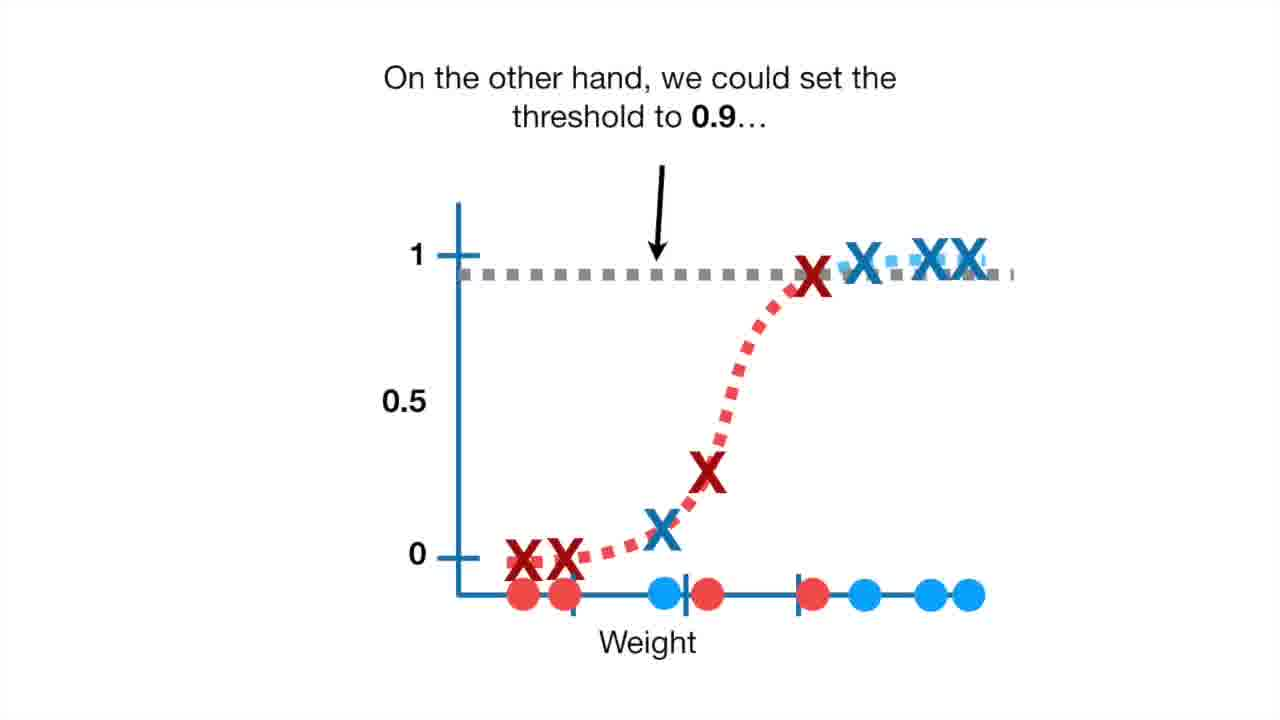 On the other hand, we could set the
threshold to 0.9…
1
0.5
0
X X X X X X X X
Weight